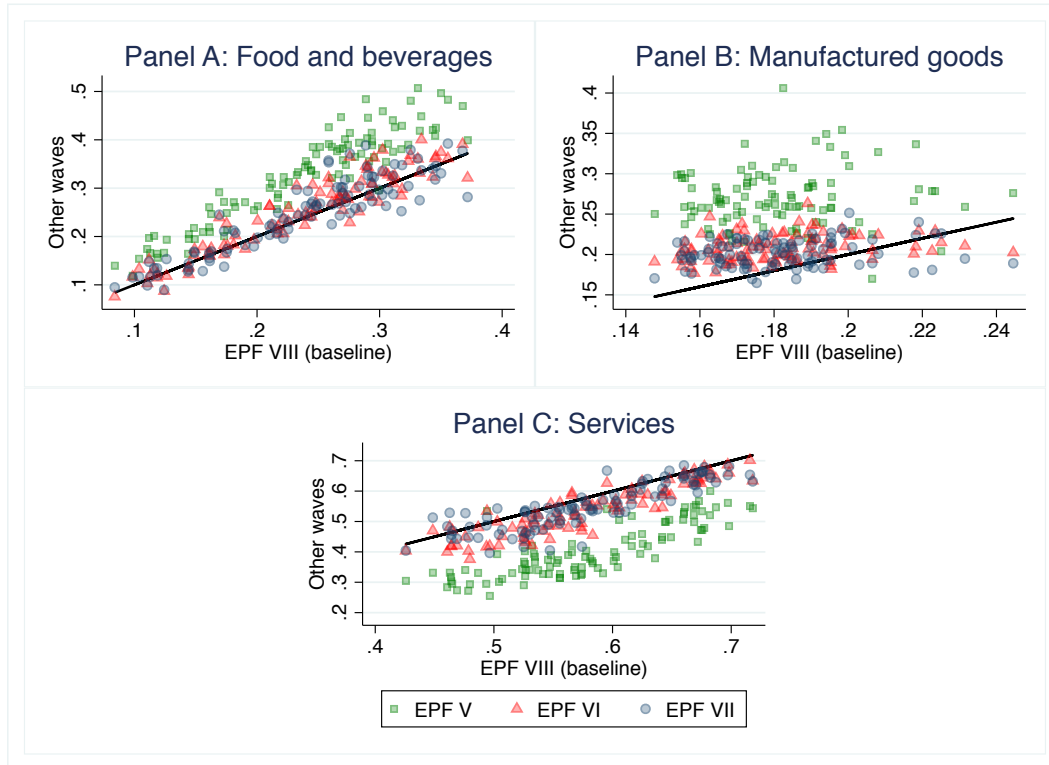 Panel A: Food and beverages
Other waves
.5
.4
.3
.2
.1
.1 .2 .3 .4
EPF VIII (baseline)
Panel B: Manufactured goods
Other waves
.4
.35
.3
.25
.2
.15
.14 .16 .18 .2 .22 .24
EPF VIII (baseline)
Panel C: Services
Other waves
.7
.6
.5
.4
.3
.2
.4 .5 .6 .7
EPF VIII (baseline)
EPF V EPF VI EPF VII